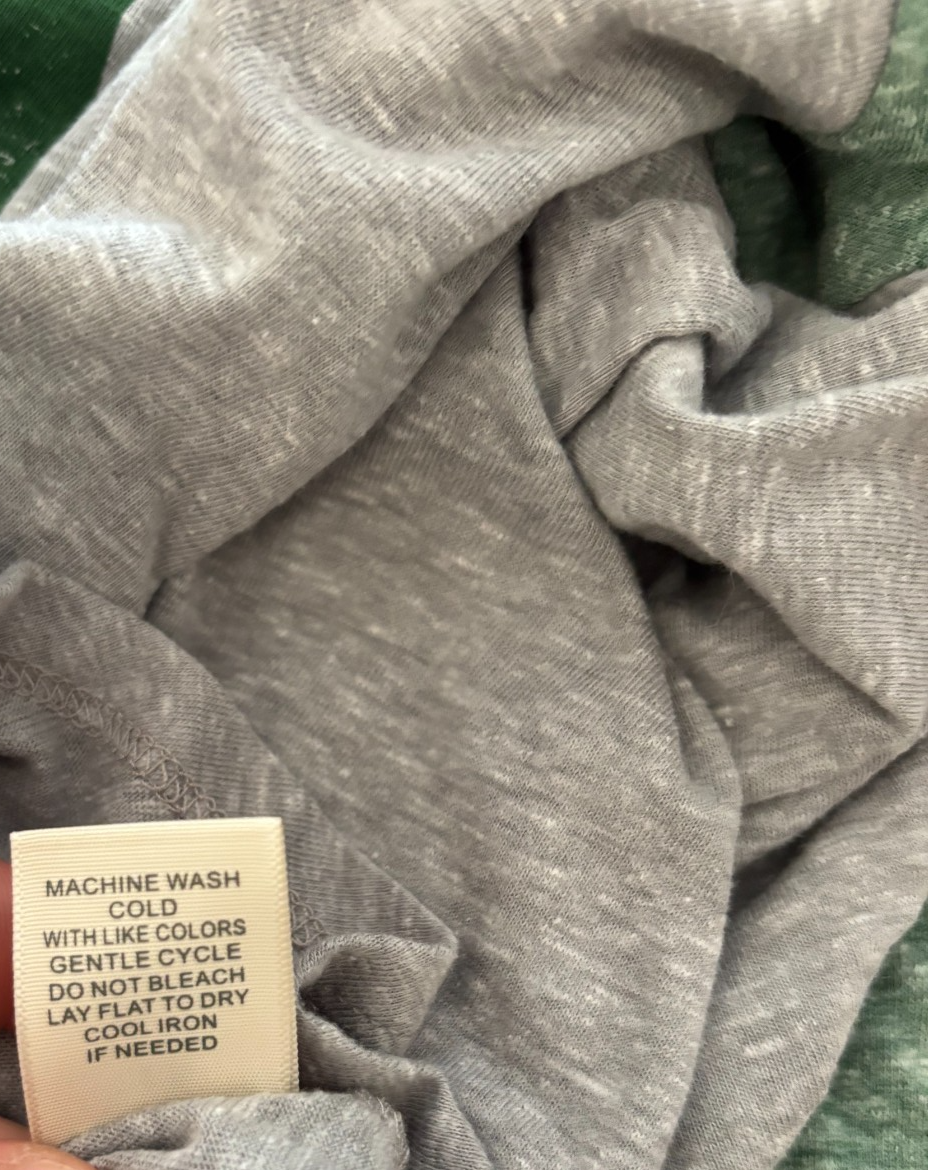 MACHINE WASH
COLD
WITH LIKE COLORS
GENTLE CYCLE
DO NOT BLEACH
LAY FLAT TO DRY
COOL IRON
IF NEEDED